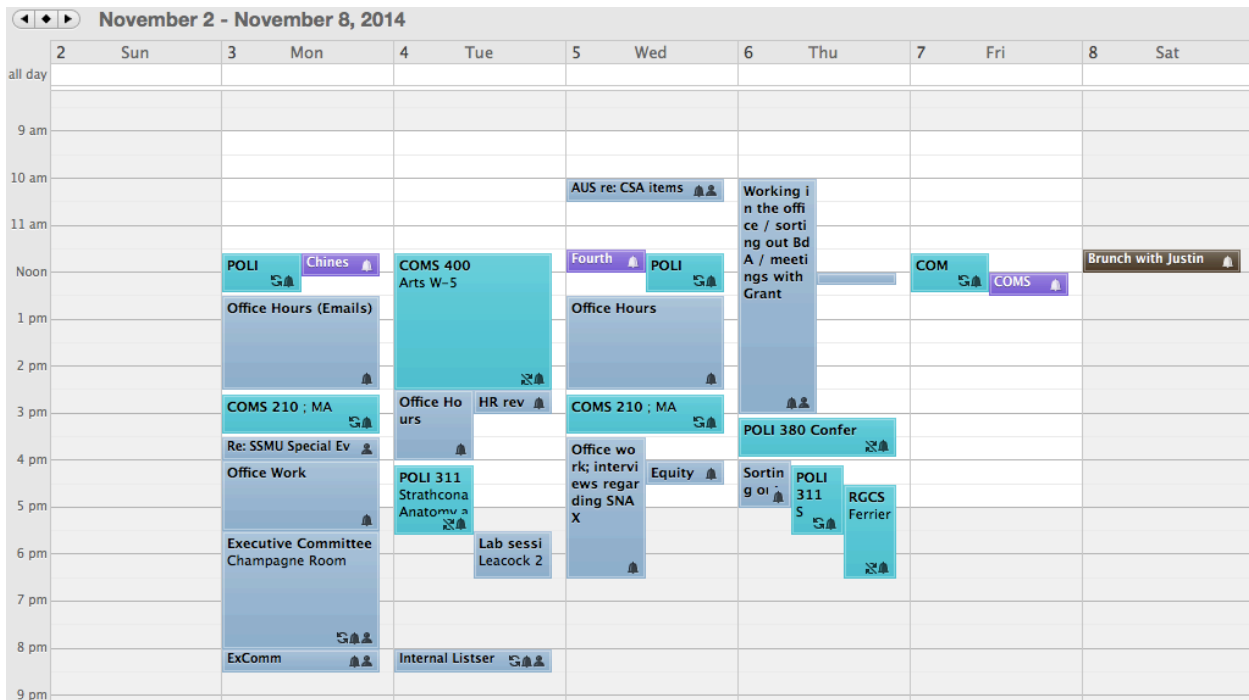 November 2 - November 8, 2014
2 Sun 3 Mon 4 Tue 5 Wed 6 Thu 7 Fri 8 Sat
all day
9 am
10 am
11 am
Noon
1 pm
2 pm
3 pm
4 pm
5 pm
6 pm
7 pm
8 pm
9 pm
POLI
Chines
Office Hours (Emails)
COMS 210 ; MA
Re: SSMU Special Ev
Office Work
Executive Committee
Champagne Room
ExComm
COMS 400
Arts W-5
Office Ho
urs
HR rev
POLI 311
Strathcona
Anatomy a
Lab sessi
Leacock 2
Internal Listser
AUS re: CSA items
Fourth
POLI
Office Hours
COMS 210 ; MA
Office wo
rk; intervi
ews regar
ding SNA
X
Equity
Working i
n the offi
ce / sorti
ng out Bd
A / meeti
ngs with
Grant
POLI 380 Confer
Sortin
g
POLI
311
S
RGCS
Ferrier
COM
COMS
Brunch with Justin